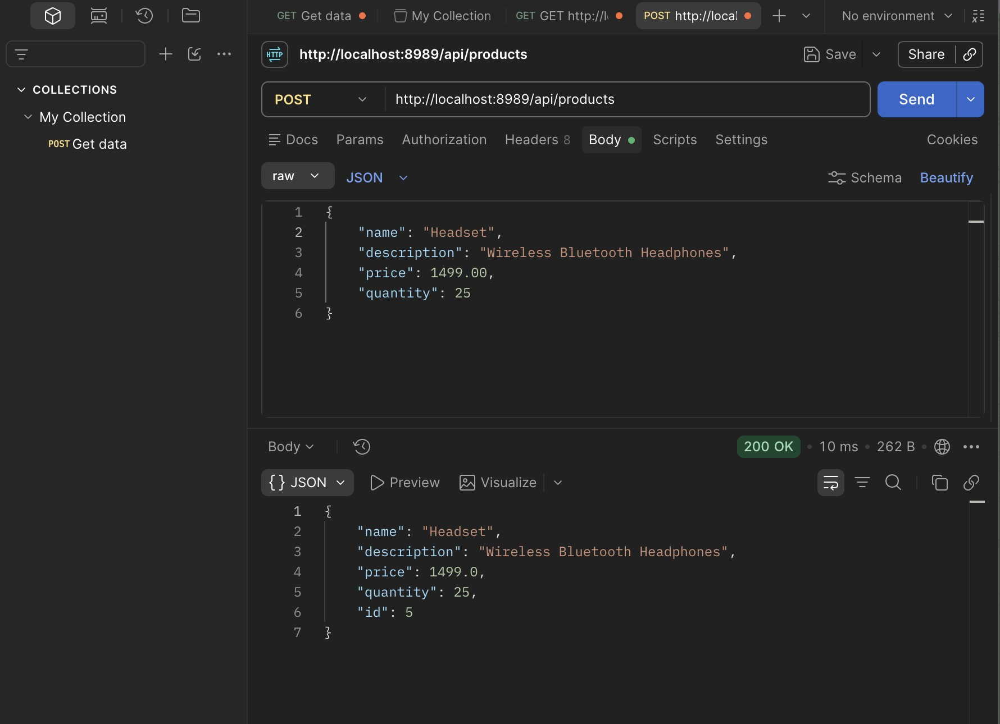 GET Get data
My Collection
GET GET http://l
POST http://local
No environment
HTTP
http://localhost:8989/api/products
Save
Share
COLLECTIONS
My Collection
POST Get data
POST
http://localhost:8989/api/products
Send
Docs
Params
Authorization
Headers 8
Body
Scripts
Settings
Cookies
raw
JSON
Schema
Beautify
1 {
2 "name": "Headset",
3 "description": "Wireless Bluetooth Headphones",
4 "price": 1499.00,
5 "quantity": 25
6 }
Body
200 OK
10 ms
262 B
{} JSON
Preview
Visualize
1 {
2 "name": "Headset",
3 "description": "Wireless Bluetooth Headphones",
4 "price": 1499.0,
5 "quantity": 25,
6 "id": 5
7 }